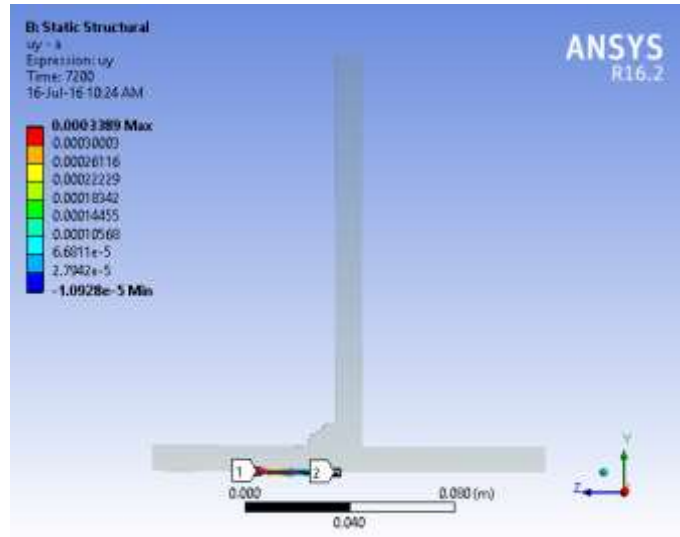 B: Static Structural
uy - a
Expression: uy
Time: 7200
16-Jul-16 10:24 AM
ANSYS
R16.2
0.0003389 Max
0.00030003
0.00026116
0.00022229
0.00018342
0.00014455
0.00010568
6.6811e-5
2.7942e-5
-1.0928e-5 Min
1
2
0.000
0.080 (m)
0.040
Y
Z